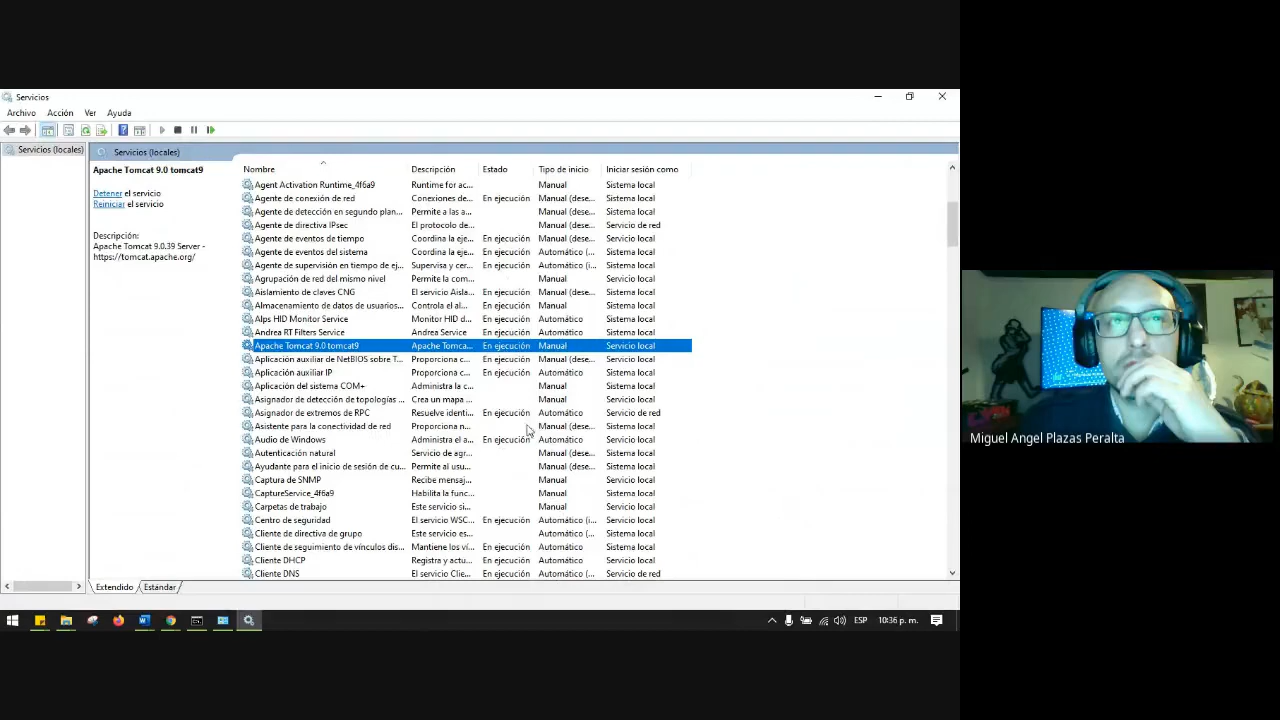 Servicios
Archivo Acción Ver Ayuda
Servicios (locales)
Servicios (locales)
Apache Tomcat 9.0 tomcat9
Detener el servicio
Reiniciar el servicio
Descripción:
Apache Tomcat 9.0.39 Server -
https://tomcat.apache.org/
Nombre Descripción Estado Tipo de inicio Iniciar sesión como
Agent Activation Runtime_4f6a9 Runtime for ac... Manual Sistema local
Agente de conexión de red Conexiones de... En ejecución Manual (dese... Sistema local
Agente de detección en segundo plan... Permite a las a... Manual (dese... Sistema local
Agente de directiva IPsec El protocolo de... Manual (dese... Servicio de red
Agente de eventos de tiempo Coordina la eje... En ejecución Manual (dese... Servicio local
Agente de eventos del sistema Coordina la eje... En ejecución Automático (... Sistema local
Agente de supervisión en tiempo de ej... Supervisa y cer... En ejecución Automático (i... Sistema local
Agrupación de red del mismo nivel Permite la com... Manual Servicio local
Aislamiento de claves CNG El servicio Aisla... En ejecución Manual (dese... Sistema local
Almacenamiento de datos de usuarios... Controla el al... En ejecución Manual Sistema local
Alps HID Monitor Service Monitor HID d... En ejecución Automático Sistema local
Andrea RT Filters Service Andrea Service En ejecución Automático Sistema local
Apache Tomcat 9.0 tomcat9 Apache Tomca... En ejecución Manual Servicio local
Aplicación auxiliar de NetBIOS sobre T... Proporciona c... En ejecución Manual (dese... Servicio local
Aplicación auxiliar IP Proporciona c... En ejecución Automático Sistema local
Aplicación del sistema COM+ Administra la c... Manual Sistema local
Asignador de detección de topologías ... Crea un mapa ... Manual Servicio local
Asignador de extremos de RPC Resuelve identi... En ejecución Automático Servicio de red
Asistente para la conectividad de red Proporciona n... Manual (dese... Sistema local
Audio de Windows Administra el a... En ejecución Automático Servicio local
Autenticación natural Servicio de agr... Manual (dese... Sistema local
Ayudante para el inicio de sesión de cu... Permite al usu... Manual (dese... Sistema local
Captura de SNMP Recibe mensaj... Manual Servicio local
CaptureService_4f6a9 Habilita la func... Manual Sistema local
Carpetas de trabajo Este servicio si... Manual Servicio local
Centro de seguridad El servicio WSC... En ejecución Automático (i... Servicio local
Cliente de directiva de grupo Este servicio es... Automático (... Sistema local
Cliente de seguimiento de vínculos dis... Mantiene los ví... En ejecución Automático Sistema local
Cliente DHCP Registra y actu... En ejecución Automático Servicio local
Cliente DNS El servicio Clie... En ejecución Automático (... Servicio de red
Extendido Estándar
ESP 10:36 p. m.
Miguel Angel Plazas Peralta